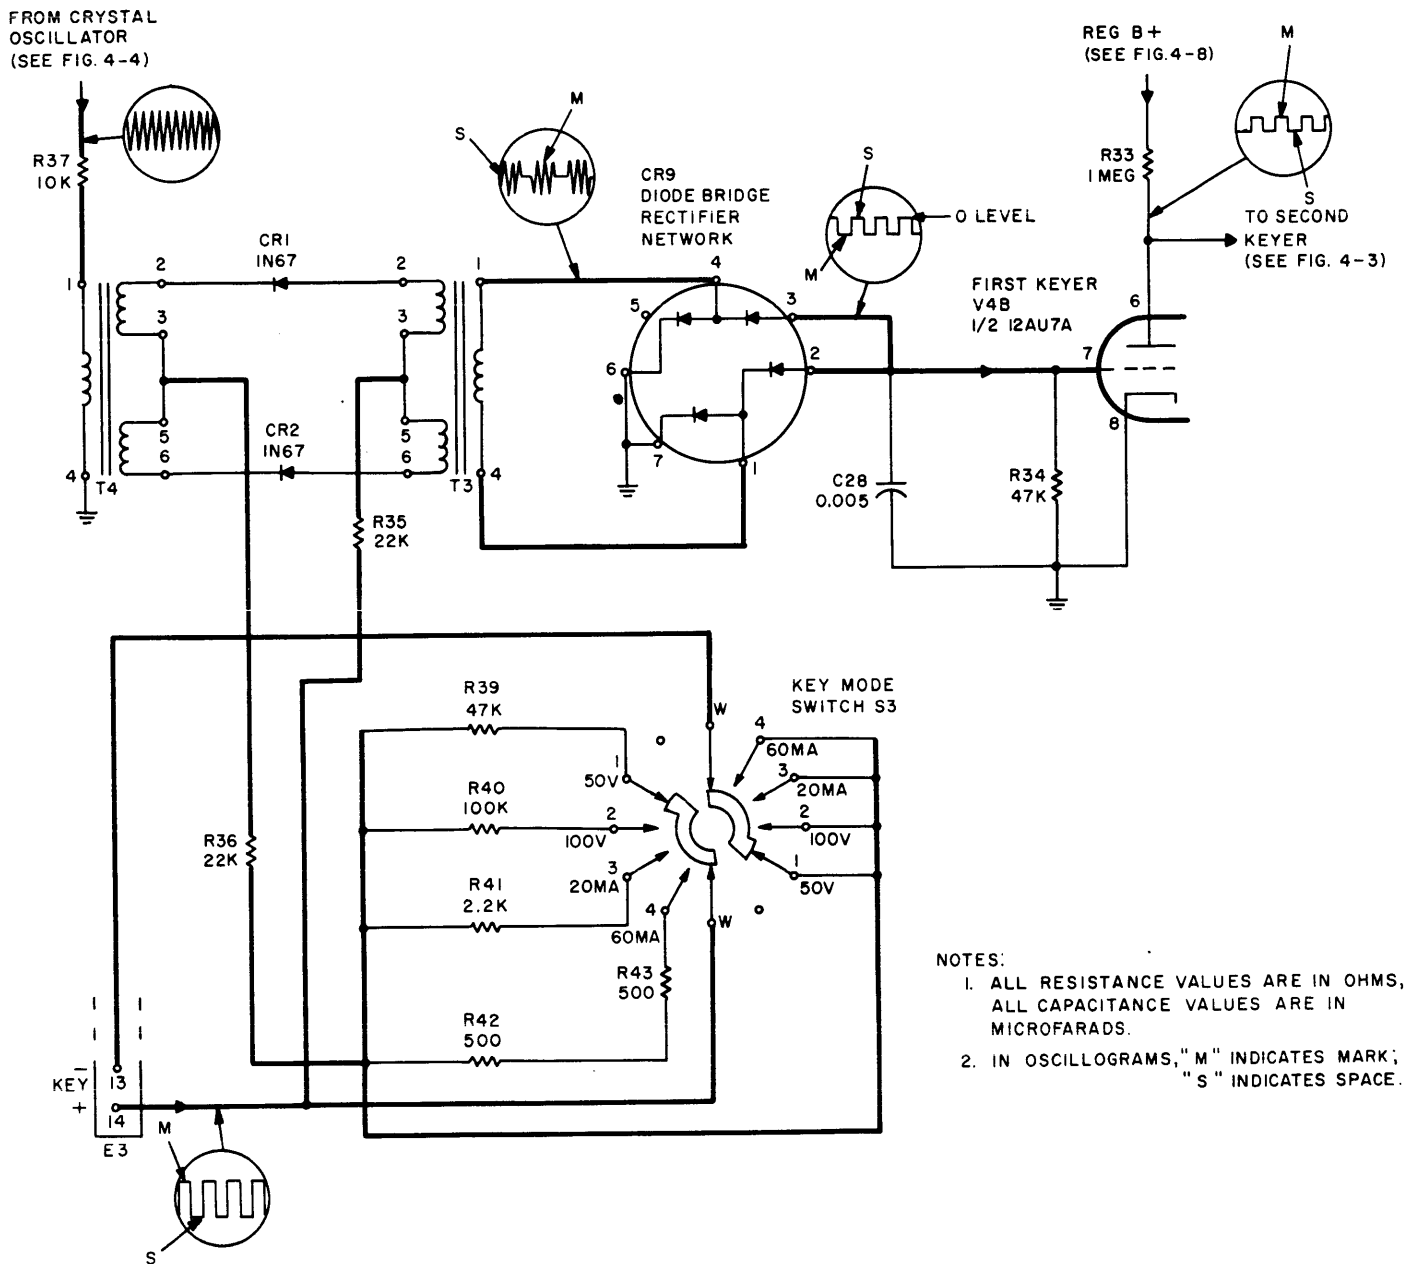 FROM CRYSTAL
OSCILLATOR
(SEE FIG. 4-4)
R37
10K
1
4
T4
2
3
5
6
CR1
1N67
CR2
1N67
2
3
5
6
T3
1
4
S
M
CR9
DIODE BRIDGE
RECTIFIER
NETWORK
4
5
3
2
6
7
1
S
O LEVEL
M
REG B+
(SEE FIG.4-8)
M
R33
1 MEG
S
TO SECOND
KEYER
(SEE FIG. 4-3)
FIRST KEYER
V4B
1/2 12AU7A
6
7
8
C28
0.005
R34
47K
R35
22K
R36
22K
R39
47K
R40
100K
R41
2.2K
R42
500
R43
500
KEY MODE
SWITCH S3
W
1
50V
2
100V
3
20MA
4
60MA
W
4
60MA
3
20MA
2
100V
1
50V
KEY
–
+
13
14
E3
M
S
NOTES:
1. ALL RESISTANCE VALUES ARE IN OHMS,
ALL CAPACITANCE VALUES ARE IN
MICROFARADS.
2. IN OSCILLOGRAMS, "M" INDICATES MARK;
"S" INDICATES SPACE.